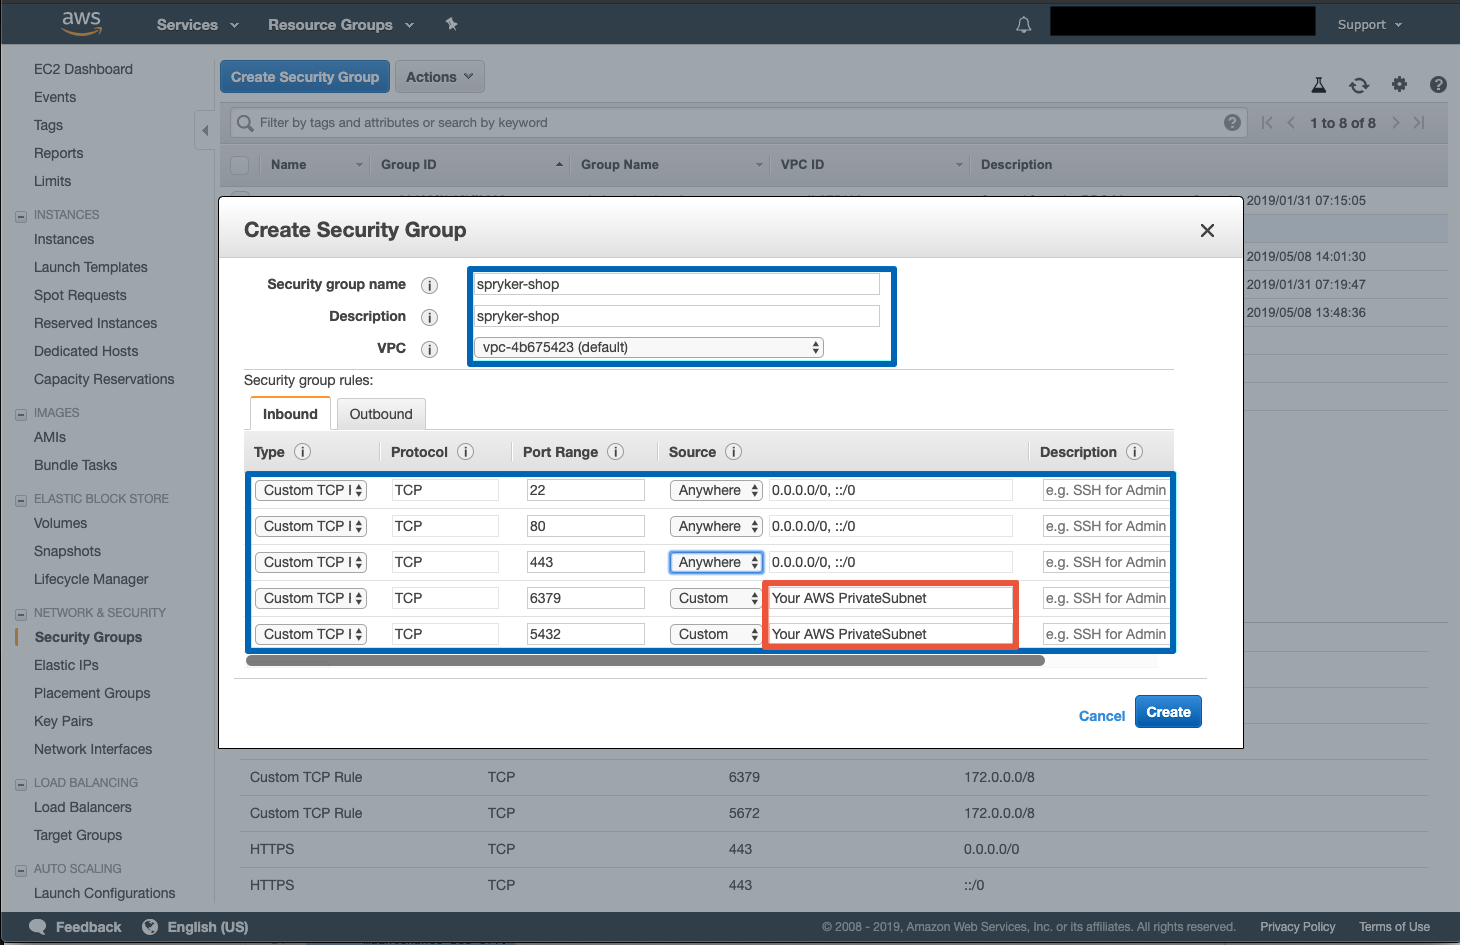 aws Services Resource Groups Support
EC2 Dashboard
Events
Tags
Reports
Limits
INSTANCES
Instances
Launch Templates
Spot Requests
Reserved Instances
Dedicated Hosts
Capacity Reservations
IMAGES
AMIs
Bundle Tasks
ELASTIC BLOCK STORE
Volumes
Snapshots
Lifecycle Manager
NETWORK & SECURITY
Security Groups
Elastic IPs
Placement Groups
Key Pairs
Network Interfaces
LOAD BALANCING
Load Balancers
Target Groups
AUTO SCALING
Launch Configurations
Create Security Group Actions
Filter by tags and attributes or search by keyword 1 to 8 of 8
Name Group ID Group Name VPC ID Description
2019/01/31 07:15:05
2019/05/08 14:01:30
2019/01/31 07:19:47
2019/05/08 13:48:36
Create Security Group
Security group name i spryker-shop
Description i spryker-shop
VPC i vpc-4b675423 (default)
Security group rules:
Inbound Outbound
Type i Protocol i Port Range i Source i Description i
Custom TCP I TCP 22 Anywhere 0.0.0.0/0, ::/0 e.g. SSH for Admin
Custom TCP I TCP 80 Anywhere 0.0.0.0/0, ::/0 e.g. SSH for Admin
Custom TCP I TCP 443 Anywhere 0.0.0.0/0, ::/0 e.g. SSH for Admin
Custom TCP I TCP 6379 Custom Your AWS PrivateSubnet e.g. SSH for Admin
Custom TCP I TCP 5432 Custom Your AWS PrivateSubnet e.g. SSH for Admin
Cancel Create
Custom TCP Rule TCP 6379 172.0.0.0/8
Custom TCP Rule TCP 5672 172.0.0.0/8
HTTPS TCP 443 0.0.0.0/0
HTTPS TCP 443 ::/0
Feedback English (US) © 2008 - 2019, Amazon Web Services, Inc. or its affiliates. All rights reserved. Privacy Policy Terms of Use